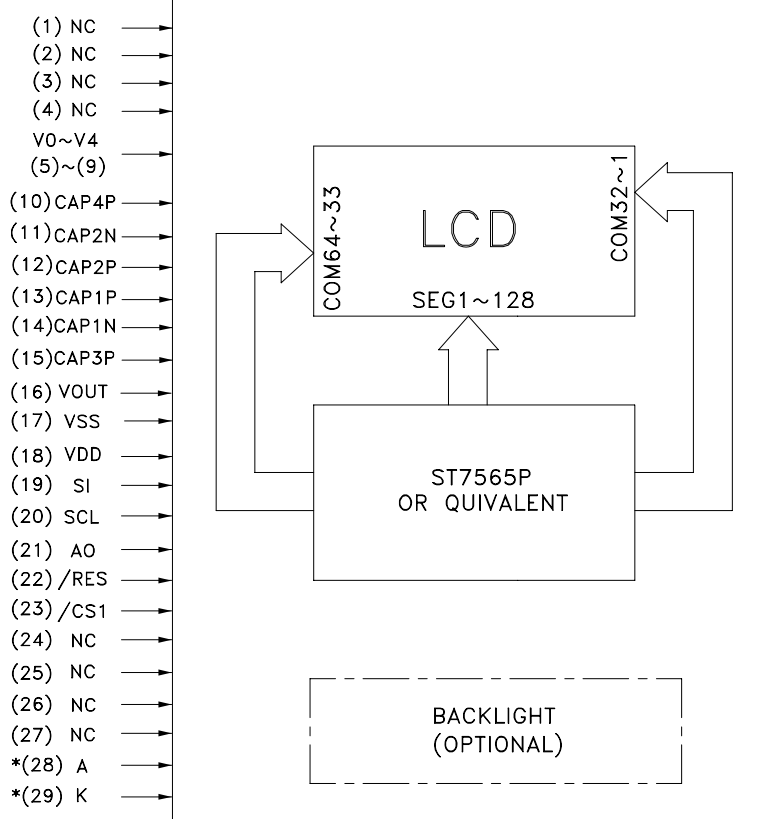 (1) NC
(2) NC
(3) NC
(4) NC
V0~V4
(5)~(9)
(10)CAP4P
(11)CAP2N
(12)CAP2P
(13)CAP1P
(14)CAP1N
(15)CAP3P
(16) VOUT
(17) VSS
(18) VDD
(19) SI
(20) SCL
(21) AO
(22)/RES
(23)/CS1
(24) NC
(25) NC
(26) NC
(27) NC
*(28) A
*(29) K
COM64~33
LCD
COM32~1
SEG1~128
ST7565P
OR QUIVALENT
BACKLIGHT
(OPTIONAL)